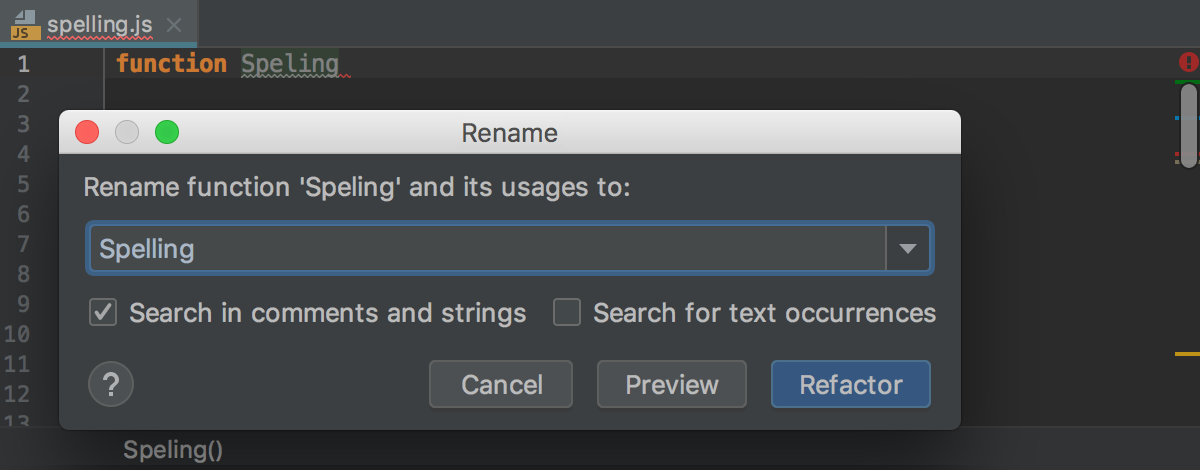 JS spelling.js
1 function Speling
2
3
4
5
6
7
8
9
10
11
12
13
Rename
Rename function 'Speling' and its usages to:
Spelling
Search in comments and strings Search for text occurrences
? Cancel Preview Refactor
Speling()